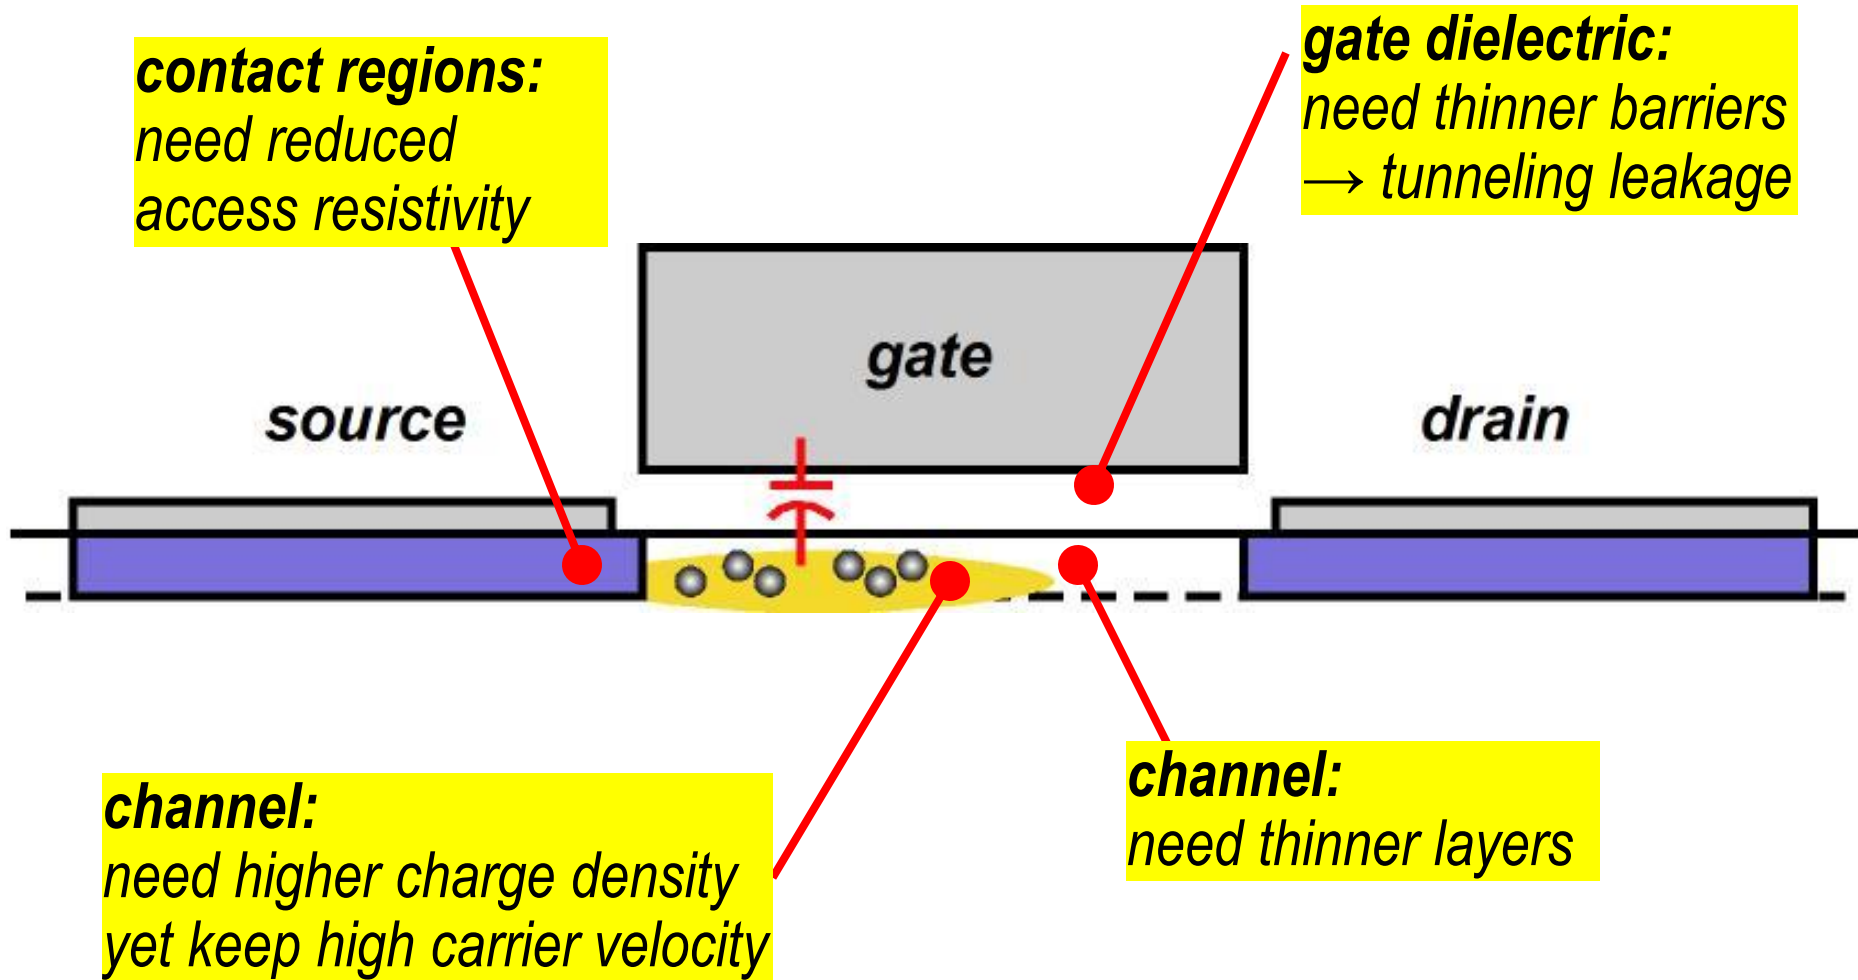 contact regions:
need reduced
access resistivity
gate dielectric:
need thinner barriers
→ tunneling leakage
gate
source
drain
channel:
need higher charge density
yet keep high carrier velocity
channel:
need thinner layers